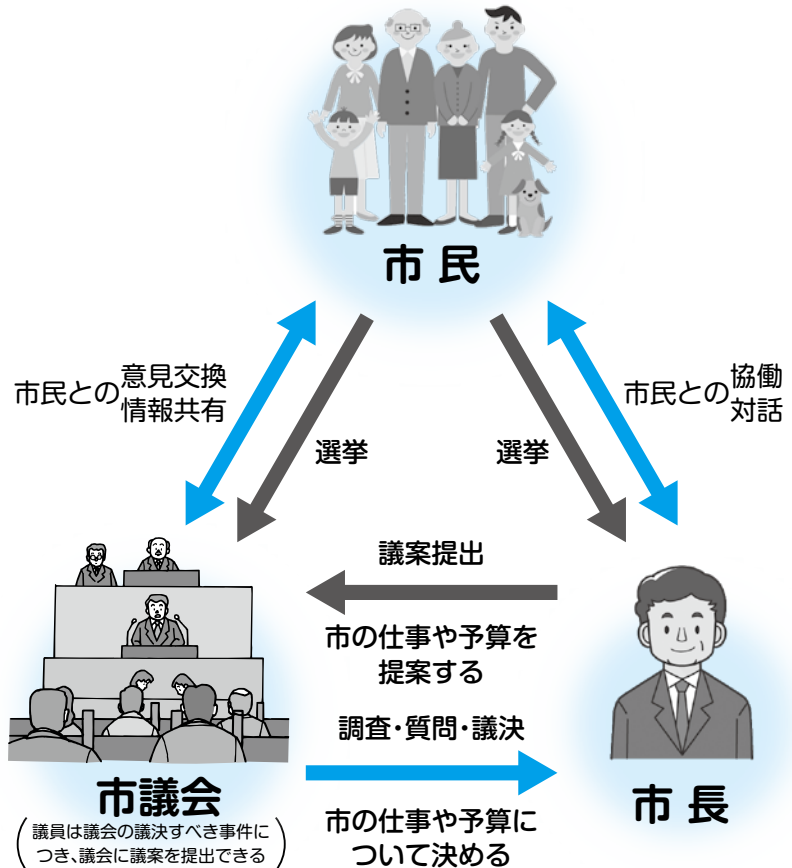 市民
市民との意見交換
情報共有
市民との協働
対話
選挙
選挙
議案提出
市の仕事や予算を
提案する
調査・質問・議決
市の仕事や予算に
ついて決める
市議会
(議員は議会の議決すべき事件に
つき、議会に議案を提出できる)
市長